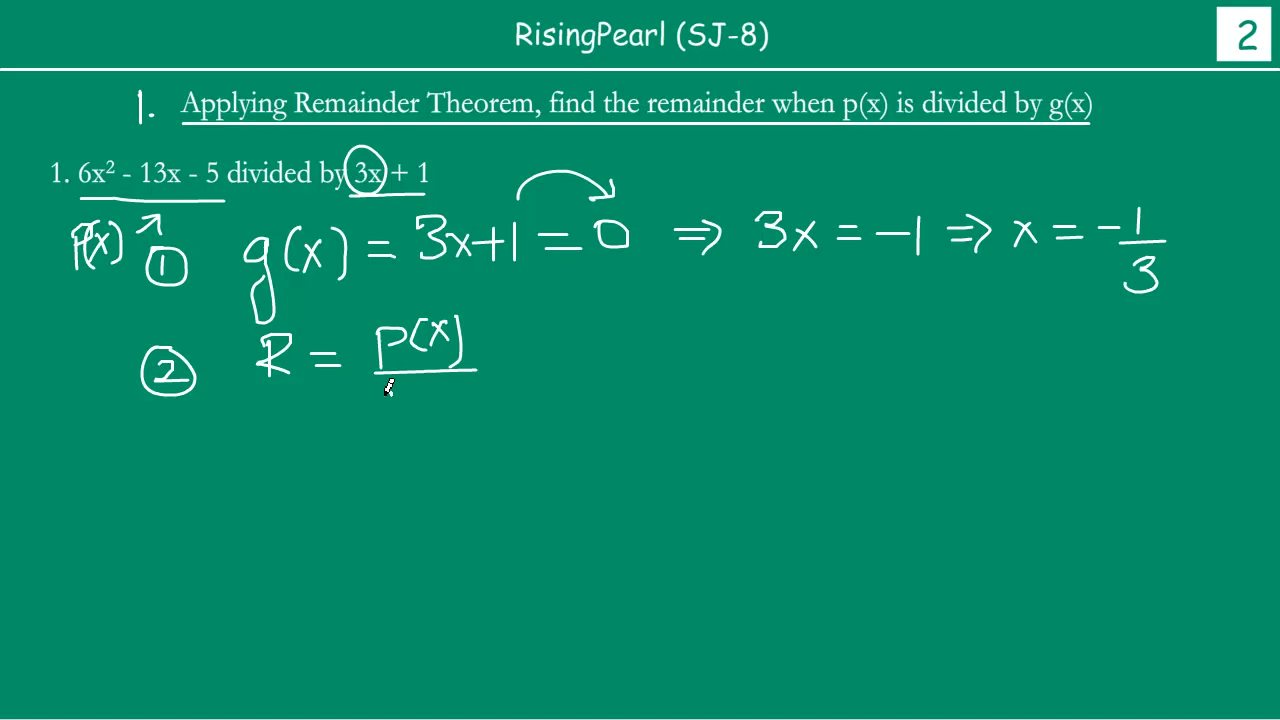 RisingPearl (SJ-8)
2
1. Applying Remainder Theorem, find the remainder when p(x) is divided by g(x)
1. 6x² - 13x - 5 divided by 3x + 1
P(x) ↗ ① g(x) = 3x+1 = 0 ⇒ 3x = -1 ⇒ x = -1/3
② R = P(x)